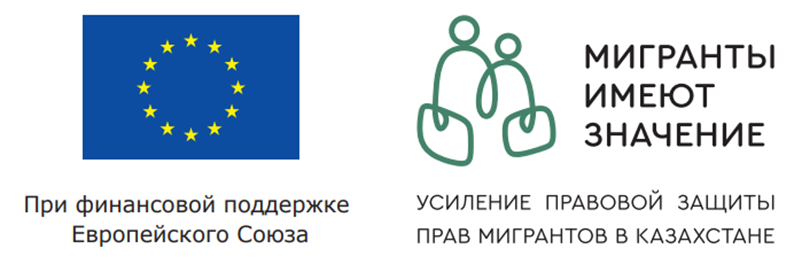 При финансовой поддержке
Европейского Союза
МИГРАНТЫ
ИМЕЮТ
ЗНАЧЕНИЕ
УСИЛЕНИЕ ПРАВОВОЙ ЗАЩИТЫ
ПРАВ МИГРАНТОВ В КАЗАХСТАНЕ